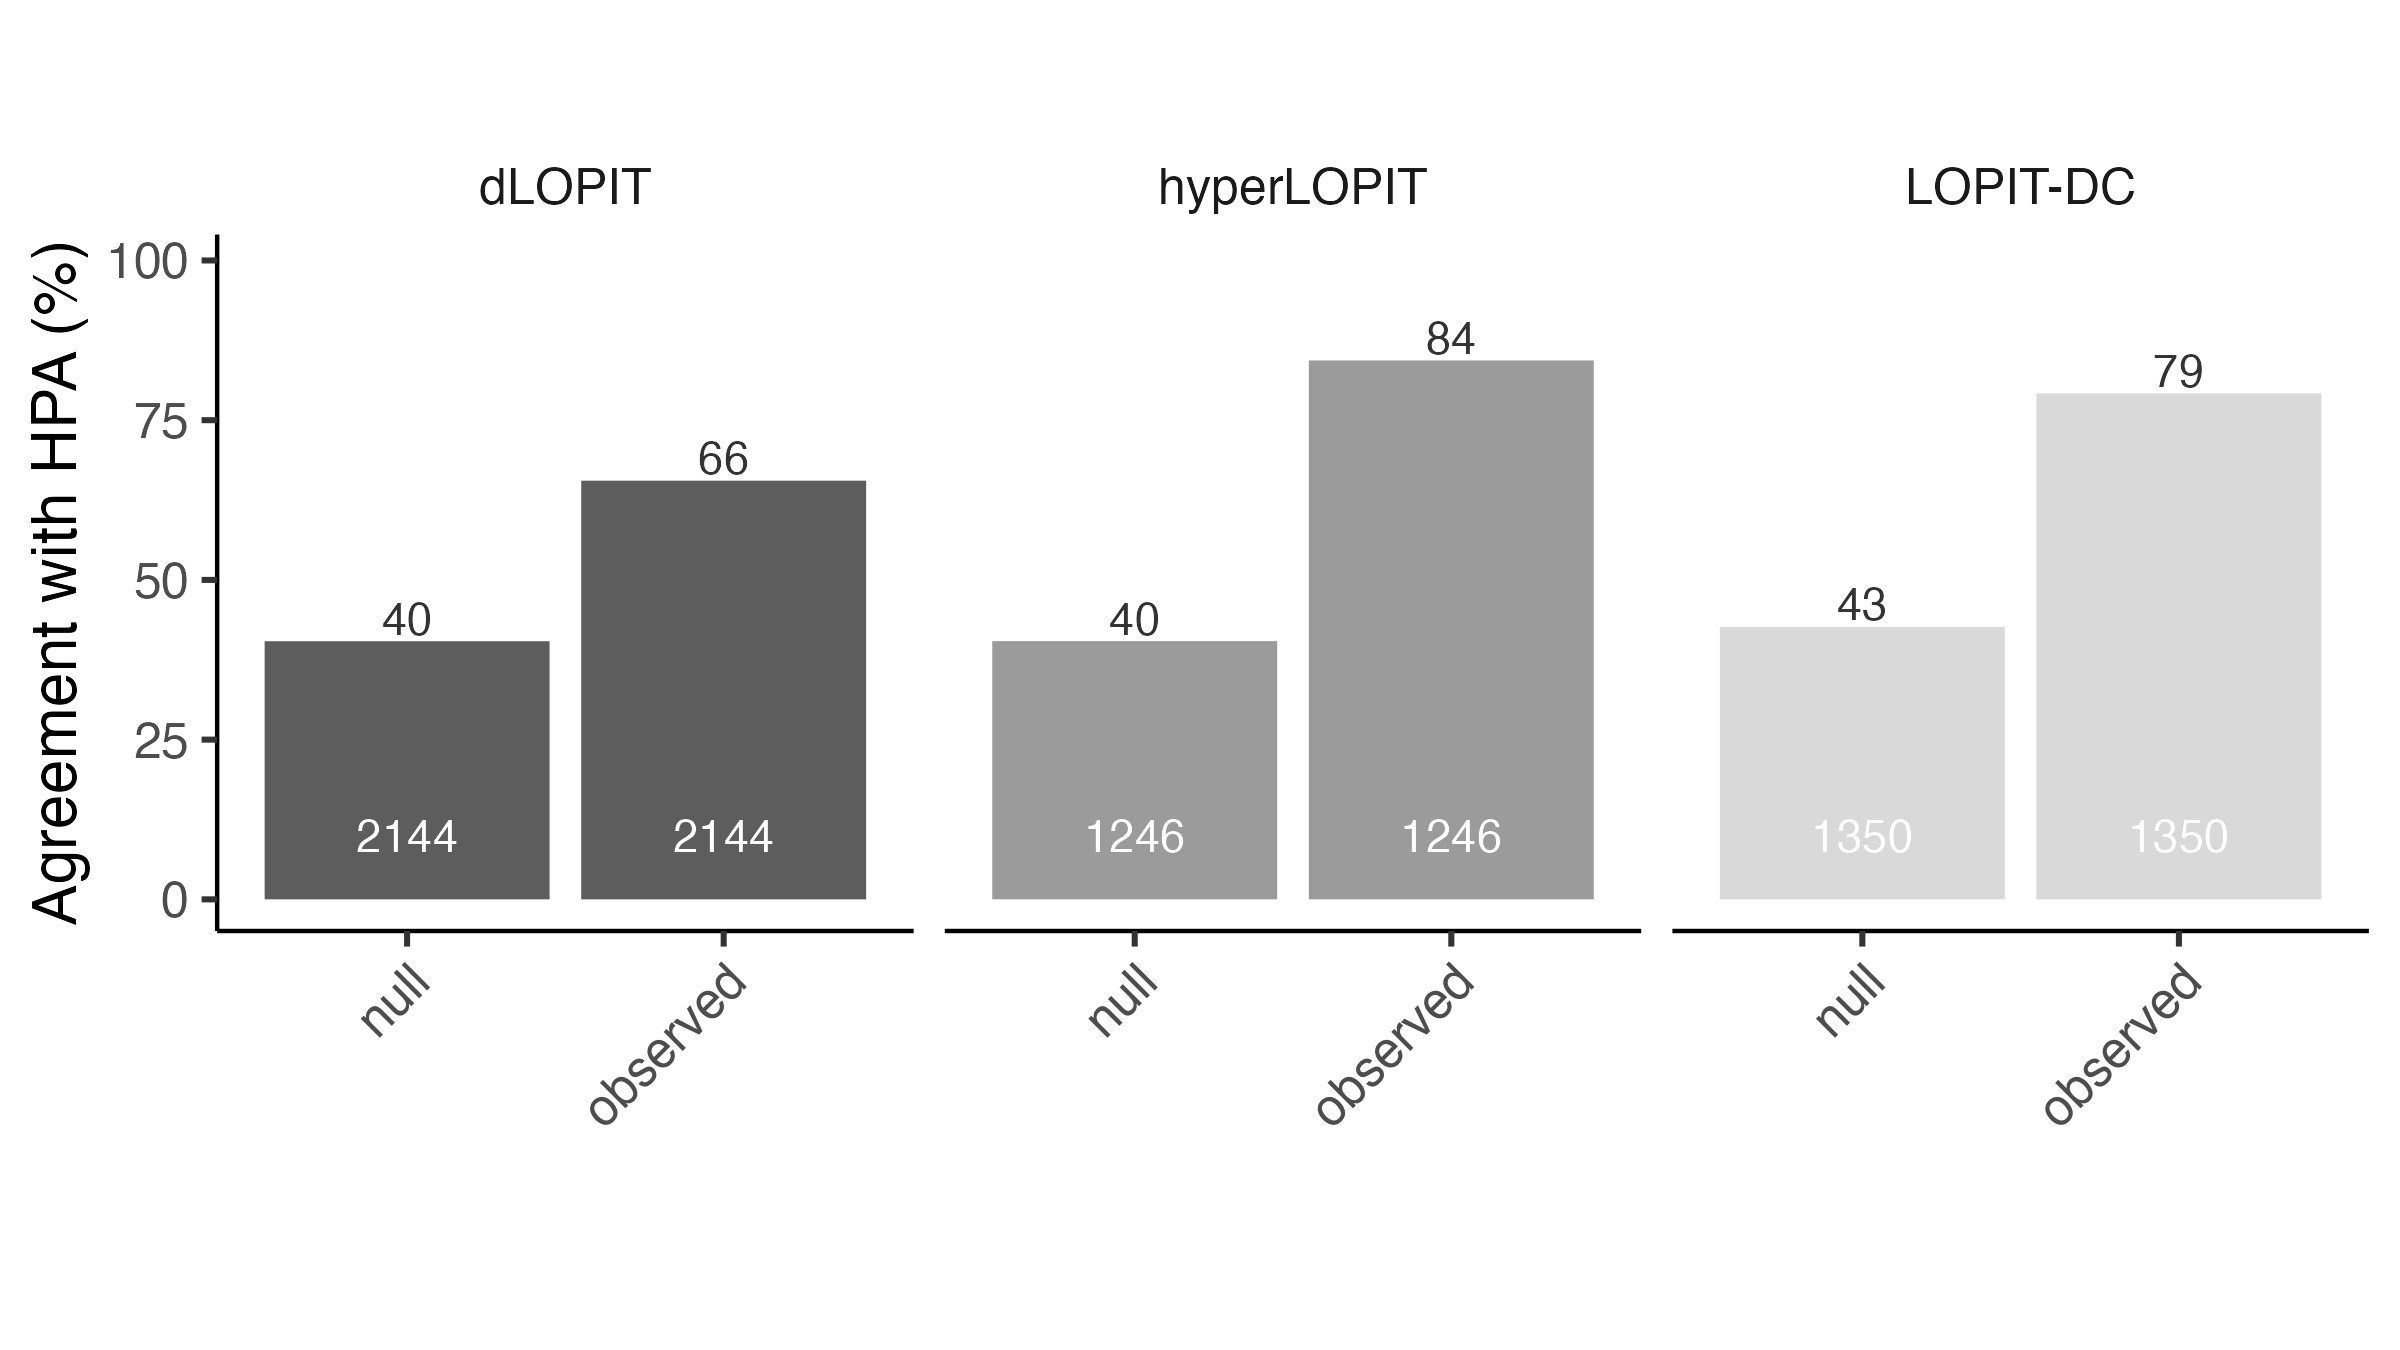 dLOPIT
hyperLOPIT
LOPIT-DC
Agreement with HPA (%)
100
75
50
25
0
40
66
2144
2144
40
84
1246
1246
43
79
1350
1350
null
observed
null
observed
null
observed